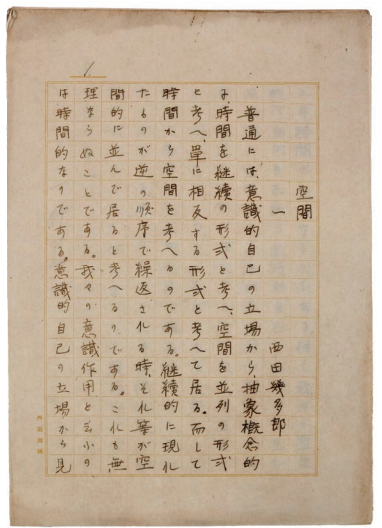 空間
西田幾多郎
一
普通には、意識的自己の立場から、抽象概念的
に、時間を継続の形式と考へ、空間を並列の形式
と考へ、単に相反する形式と考へて居る。而して
時間から空間を考へるのである。継続的に現れ
たものが逆の順序で繰返される時、それ等が空
間的に並んで居ると考へるのである。これも無
理ならぬことである。我々の意識作用と云ふの
は時間的なのである。意識的自己の立場から見